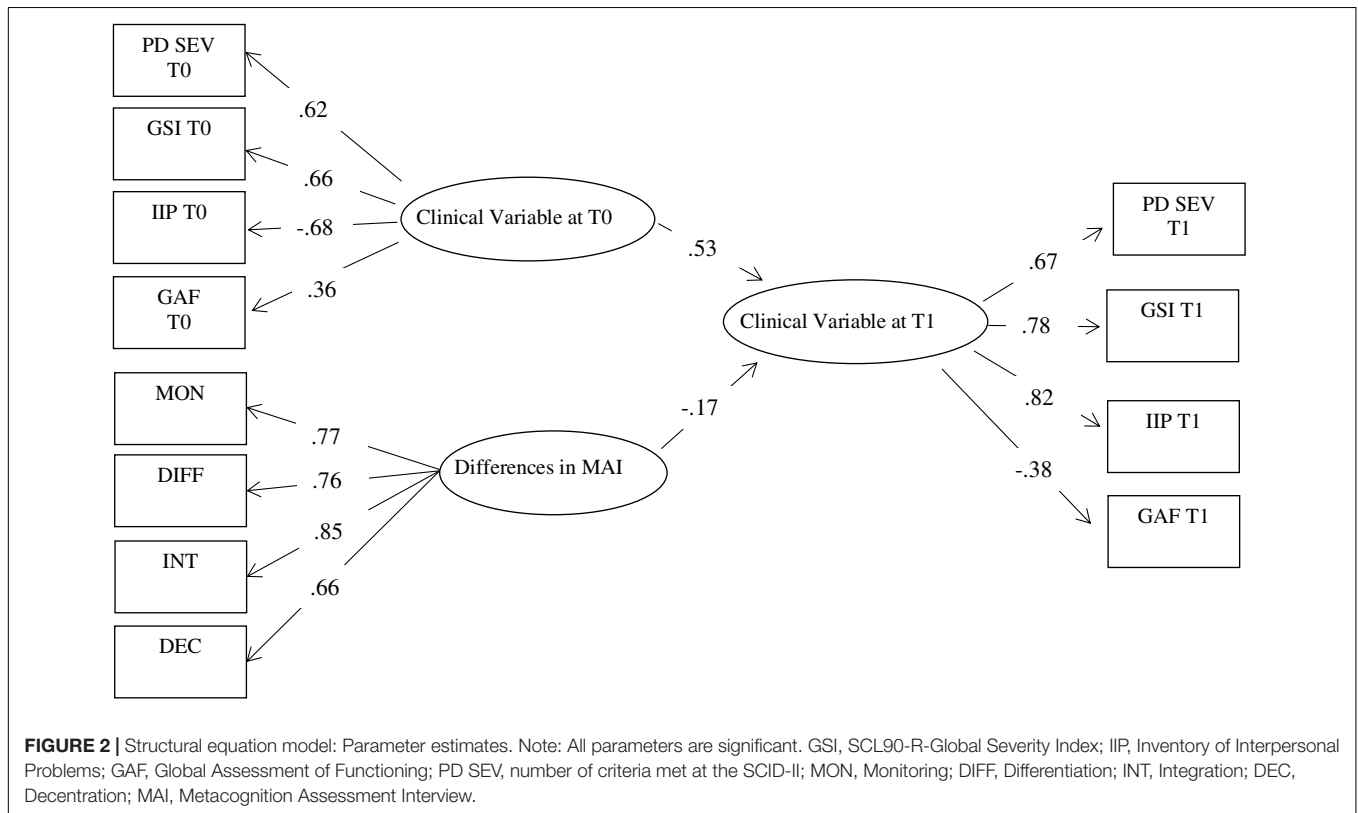 PD SEV
T0
.62
GSI T0
.66
IIP T0
-.68
GAF
T0
.36
Clinical Variable at T0
.53
MON
.77
DIFF
.76
INT
.85
DEC
.66
Differences in MAI
-.17
Clinical Variable at T1
PD SEV
T1
.67
GSI T1
.78
IIP T1
.82
GAF T1
-.38
FIGURE 2 | Structural equation model: Parameter estimates. Note: All parameters are significant. GSI, SCL90-R-Global Severity Index; IIP, Inventory of Interpersonal
Problems; GAF, Global Assessment of Functioning; PD SEV, number of criteria met at the SCID-II; MON, Monitoring; DIFF, Differentiation; INT, Integration; DEC,
Decentration; MAI, Metacognition Assessment Interview.